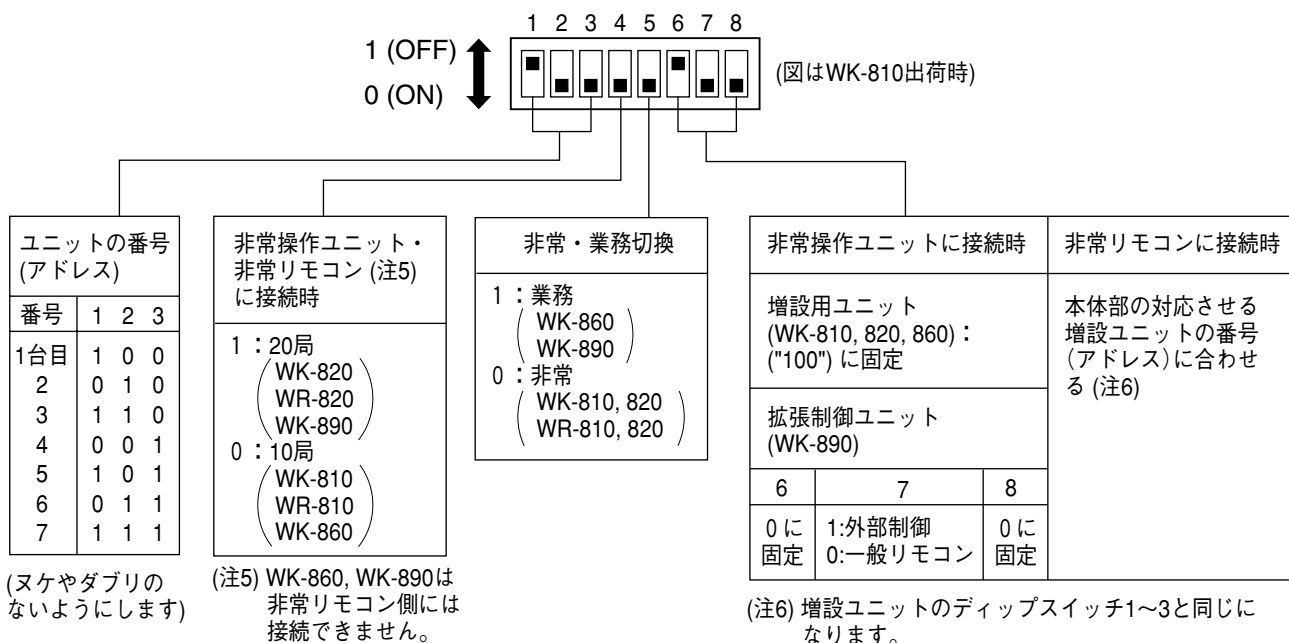 1 2 3 4 5 6 7 8
1 (OFF)
0 (ON)
(図はWK-810出荷時)
ユニットの番号
(アドレス)
番号 1 2 3
1台目 1 0 0
2 0 1 0
3 1 1 0
4 0 0 1
5 1 0 1
6 0 1 1
7 1 1 1
(ヌケやダブリの
ないようにします)
非常操作ユニット・
非常リモコン (注5)
に接続時
1:20局
(WK-820
WR-820
WK-890)
0:10局
(WK-810
WR-810
WK-860)
(注5) WK-860, WK-890は
非常リモコン側には
接続できません。
非常・業務切換
1:業務
(WK-860
WK-890)
0:非常
(WK-810, 820
WR-810, 820)
非常操作ユニットに接続時
増設用ユニット
(WK-810, 820, 860):
("100") に固定
拡張制御ユニット
(WK-890)
6 7 8
0に 1:外部制御 0に
固定 0:一般リモコン 固定
非常リモコンに接続時
本体部の対応させる
増設ユニットの番号
(アドレス)に合わせ
る (注6)
(注6) 増設ユニットのディップスイッチ1~3と同じに
なります。